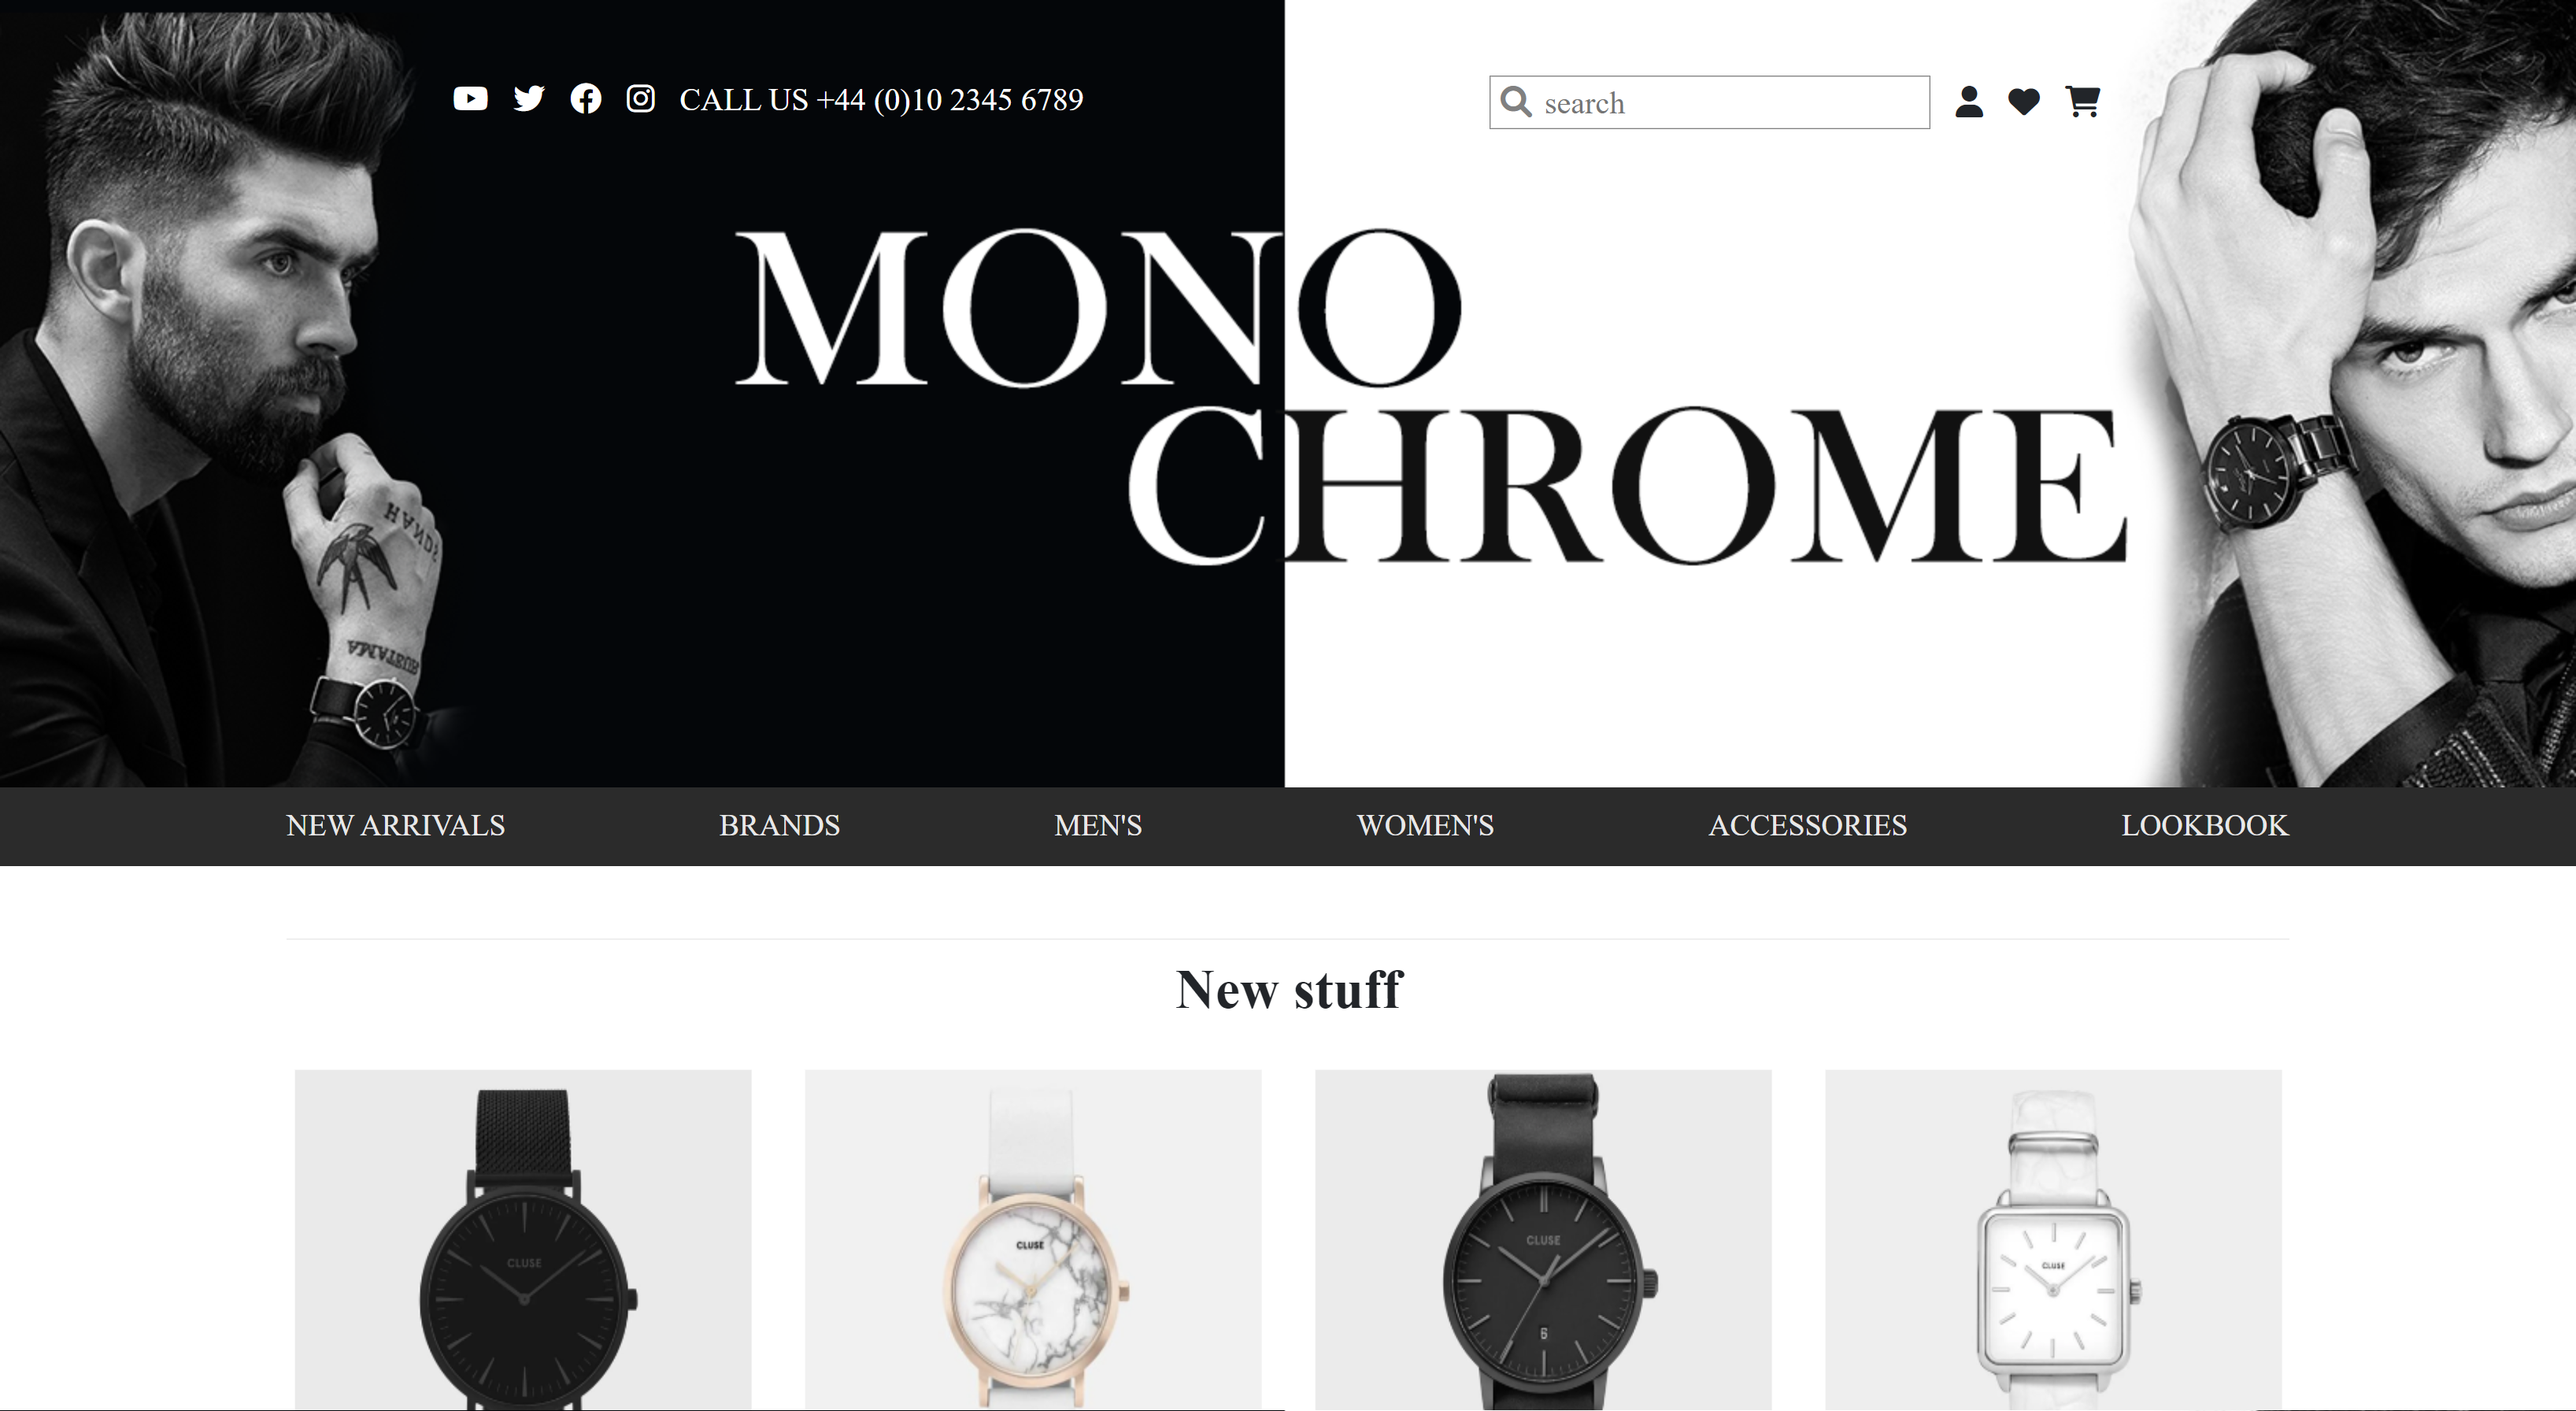 CALL US +44 (0)10 2345 6789
search
MONO
CHROME
HANDS
NEW ARRIVALS
BRANDS
MEN'S
WOMEN'S
ACCESSORIES
LOOKBOOK
New stuff
CLUSE
CLUSE
CLUSE
6
CLUSE